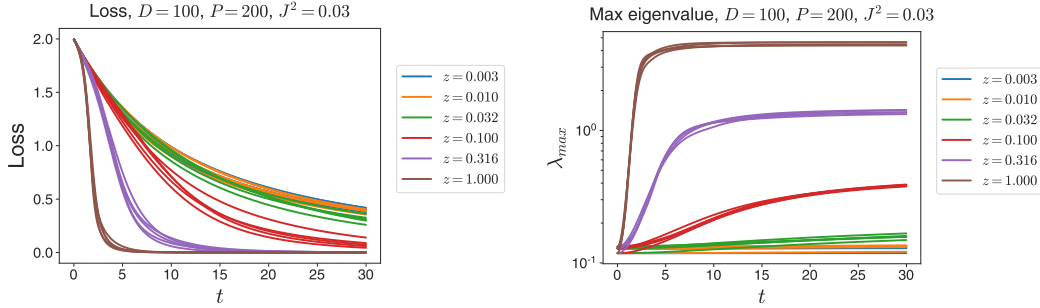 Loss, D = 100, P = 200, J² = 0.03
2.0
1.5
1.0
0.5
0.0
Loss
0
5
10
15
20
25
30
t
z = 0.003
z = 0.010
z = 0.032
z = 0.100
z = 0.316
z = 1.000
Max eigenvalue, D = 100, P = 200, J² = 0.03
10⁰
10⁻¹
λmax
0
5
10
15
20
25
30
t
z = 0.003
z = 0.010
z = 0.032
z = 0.100
z = 0.316
z = 1.000